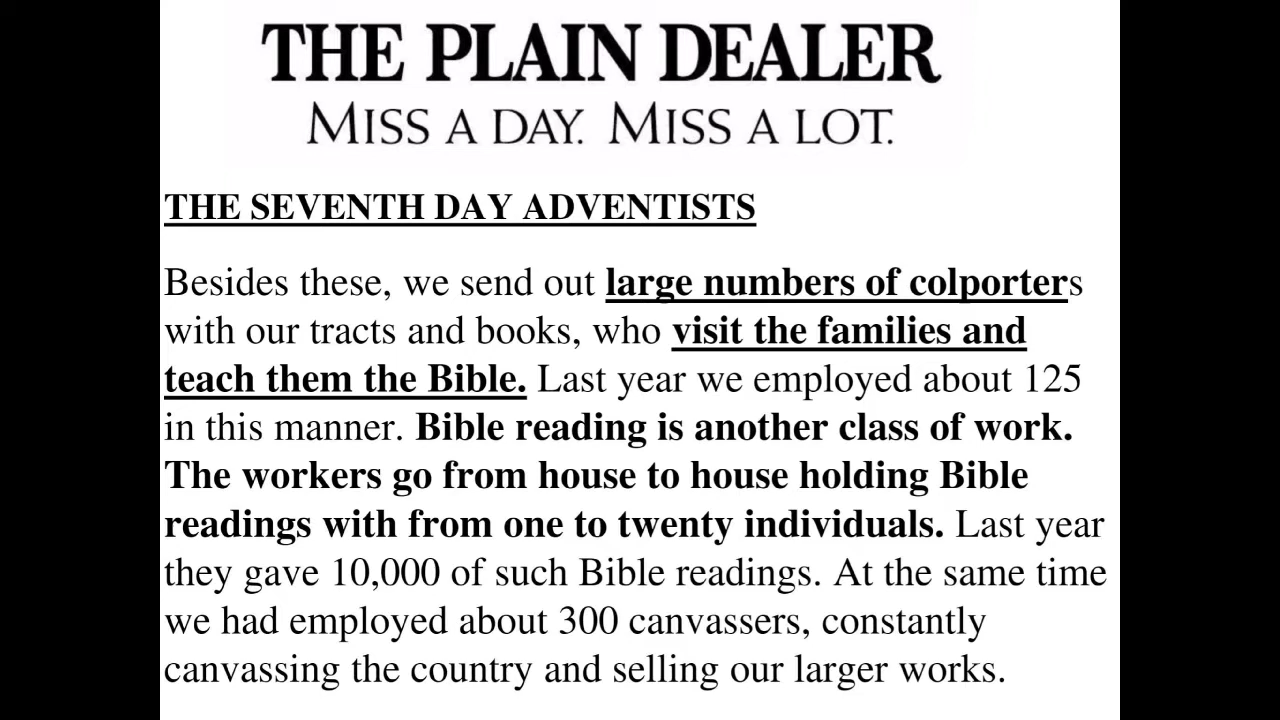 THE PLAIN DEALER
MISS A DAY. MISS A LOT.
THE SEVENTH DAY ADVENTISTS
Besides these, we send out large numbers of colporters
with our tracts and books, who visit the families and
teach them the Bible. Last year we employed about 125
in this manner. Bible reading is another class of work.
The workers go from house to house holding Bible
readings with from one to twenty individuals. Last year
they gave 10,000 of such Bible readings. At the same time
we had employed about 300 canvassers, constantly
canvassing the country and selling our larger works.